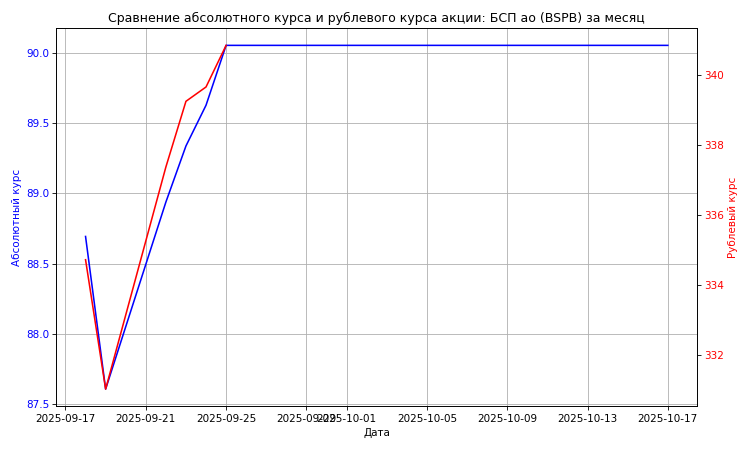 Сравнение абсолютного курса и рублевого курса акции: БСП ао (BSPB) за месяц
90.0
89.5
89.0
88.5
88.0
87.5
Абсолютный курс
340
338
336
334
332
Рублевый курс
2025-09-17 2025-09-21 2025-09-25 2025-09-29 2025-10-01 2025-10-05 2025-10-09 2025-10-13 2025-10-17
Дата